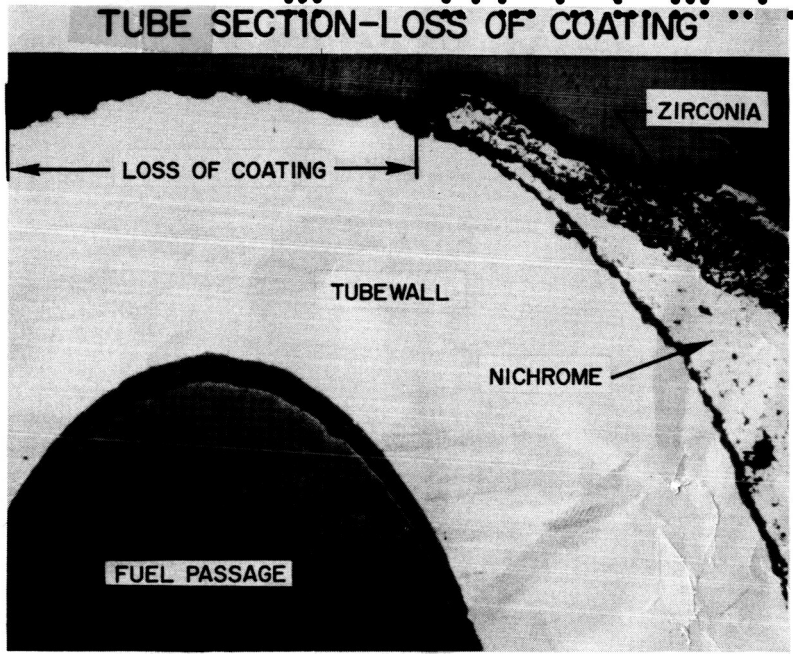 TUBE SECTION-LOSS OF COATING
ZIRCONIA
LOSS OF COATING
TUBEWALL
NICHROME
FUEL PASSAGE